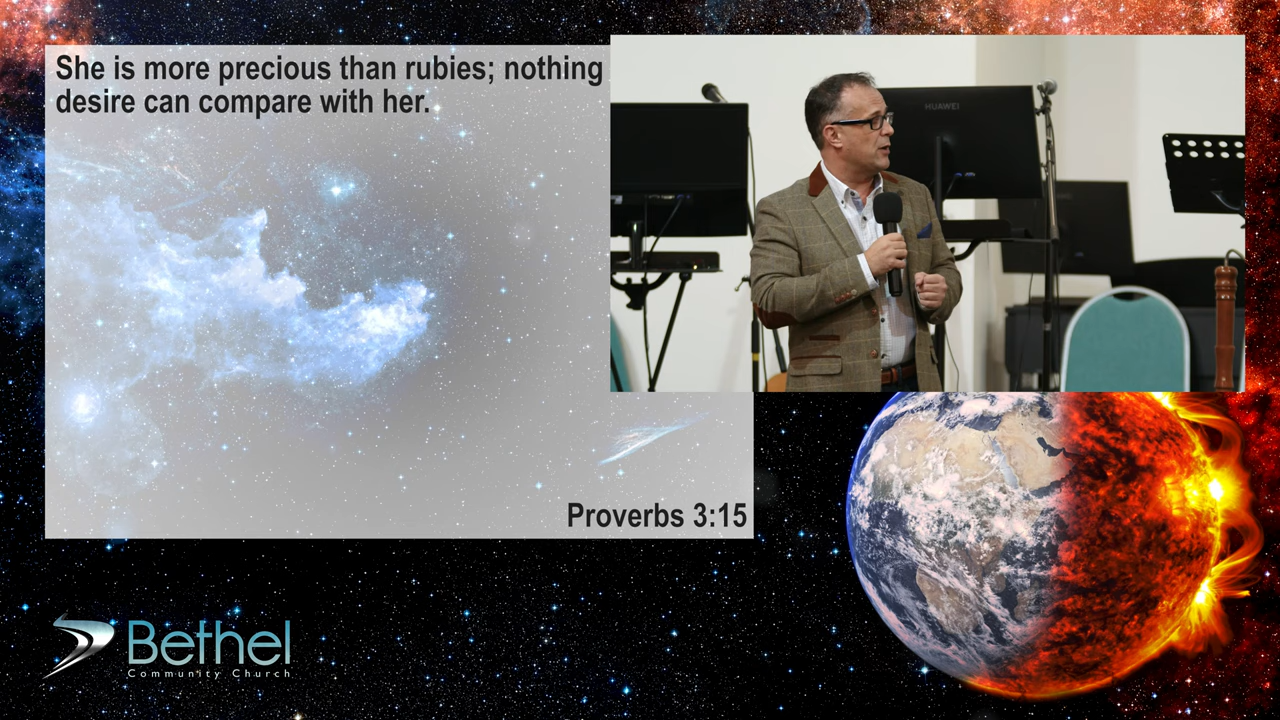 She is more precious than rubies; nothing
desire can compare with her.
HUAWEI
Proverbs 3:15
Bethel
Community Church